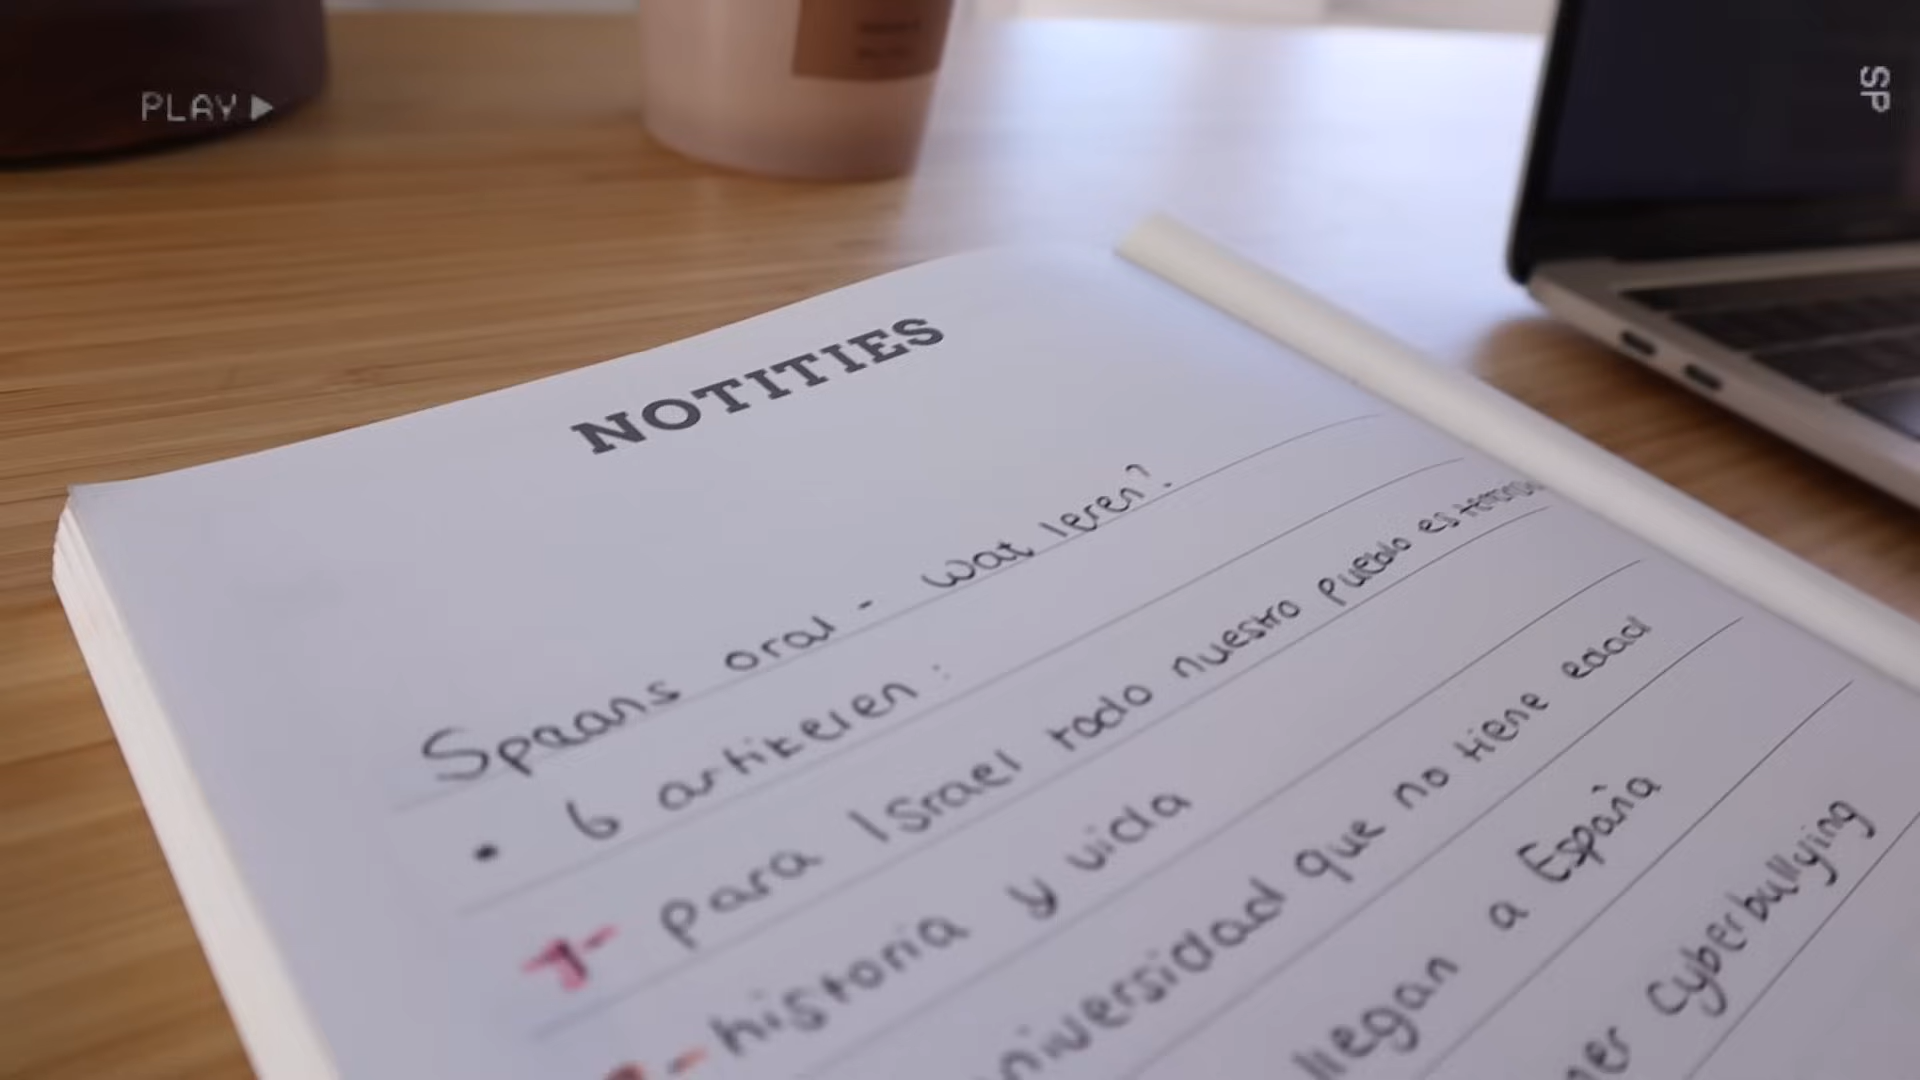 PLAY
SP
NOTITIES
Spaans oral - wat leren?
• 6 artikelen :
1- para Israel todo nuestro pueblo es
- historia y vida
universidad que no tiene edad
llegan a España
Cyberbullying